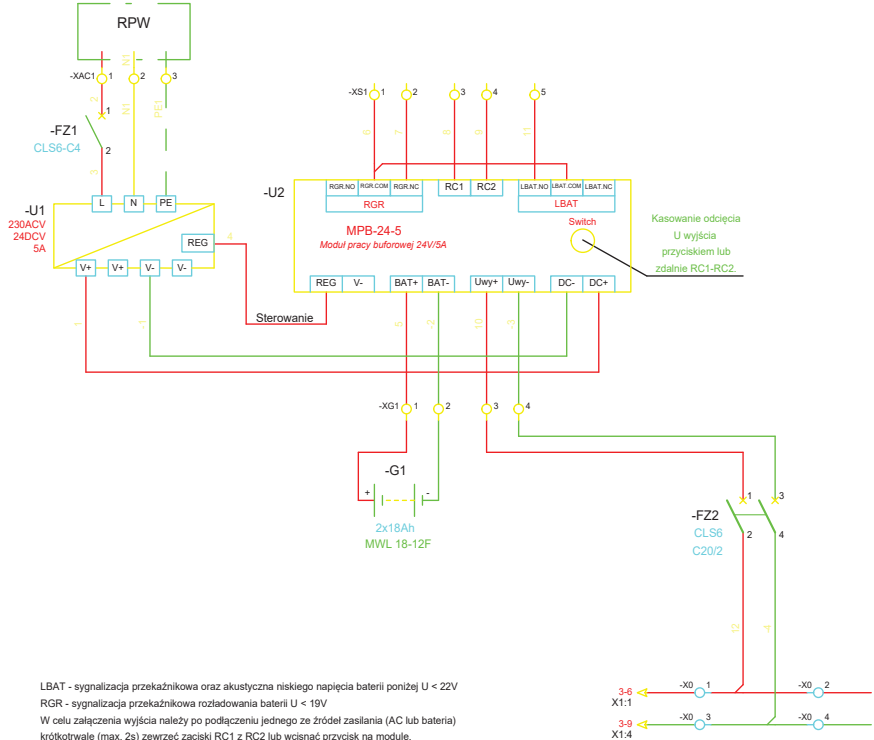 RPW
-XAC1 1 2 3
N1
2 N1 PE1
1
-FZ1
CLS6-C4
2
3
-XS1 1 2 3 4 5
6 7 8 9 11
-U1
230ACV
24DCV
5A
L N PE
REG 4
V+ V+ V- V-
-U2
RGR.NO RGR.COM RGR.NC RC1 RC2 LBAT.NO LBAT.COM LBAT.NC
RGR LBAT
MPB-24-5
Moduł pracy buforowej 24V/5A
Switch
Kasowanie odcięcia
U wyjścia
przyciskiem lub
zdalnie RC1-RC2.
REG V- BAT+ BAT- Uwy+ Uwy- DC- DC+
Sterowanie
1 -1 5 -2 10 -3
-XG1 1 2 3 4
-G1
+ -
2x18Ah
MWL 18-12F
1 3
-FZ2
CLS6
C20/2
2 4
12 -4
LBAT - sygnalizacja przekaźnikowa oraz akustyczna niskiego napięcia baterii poniżej U < 22V
RGR - sygnalizacja przekaźnikowa rozładowania baterii U < 19V
W celu załączenia wyjścia należy po podłączeniu jednego ze źródeł zasilania (AC lub bateria)
krótkotrwale (max. 2s) zewrzeć zaciski RC1 z RC2 lub wcisnąć przycisk na module.
3-6 -X0 1 -X0 2
X1:1
3-9 -X0 3 -X0 4
X1:4